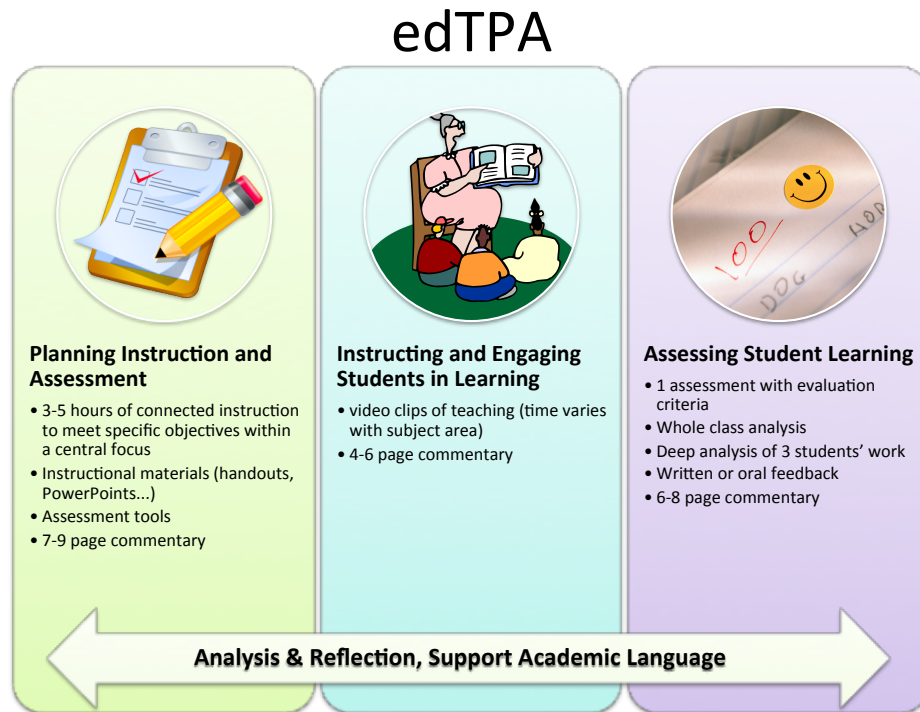 edTPA
Planning Instruction and
Assessment
• 3-5 hours of connected instruction
to meet specific objectives within
a central focus
• Instructional materials (handouts,
PowerPoints...)
• Assessment tools
• 7-9 page commentary
Instructing and Engaging
Students in Learning
• video clips of teaching (time varies
with subject area)
• 4-6 page commentary
100
DOG
Assessing Student Learning
• 1 assessment with evaluation
criteria
• Whole class analysis
• Deep analysis of 3 students’ work
• Written or oral feedback
• 6-8 page commentary
Analysis & Reflection, Support Academic Language